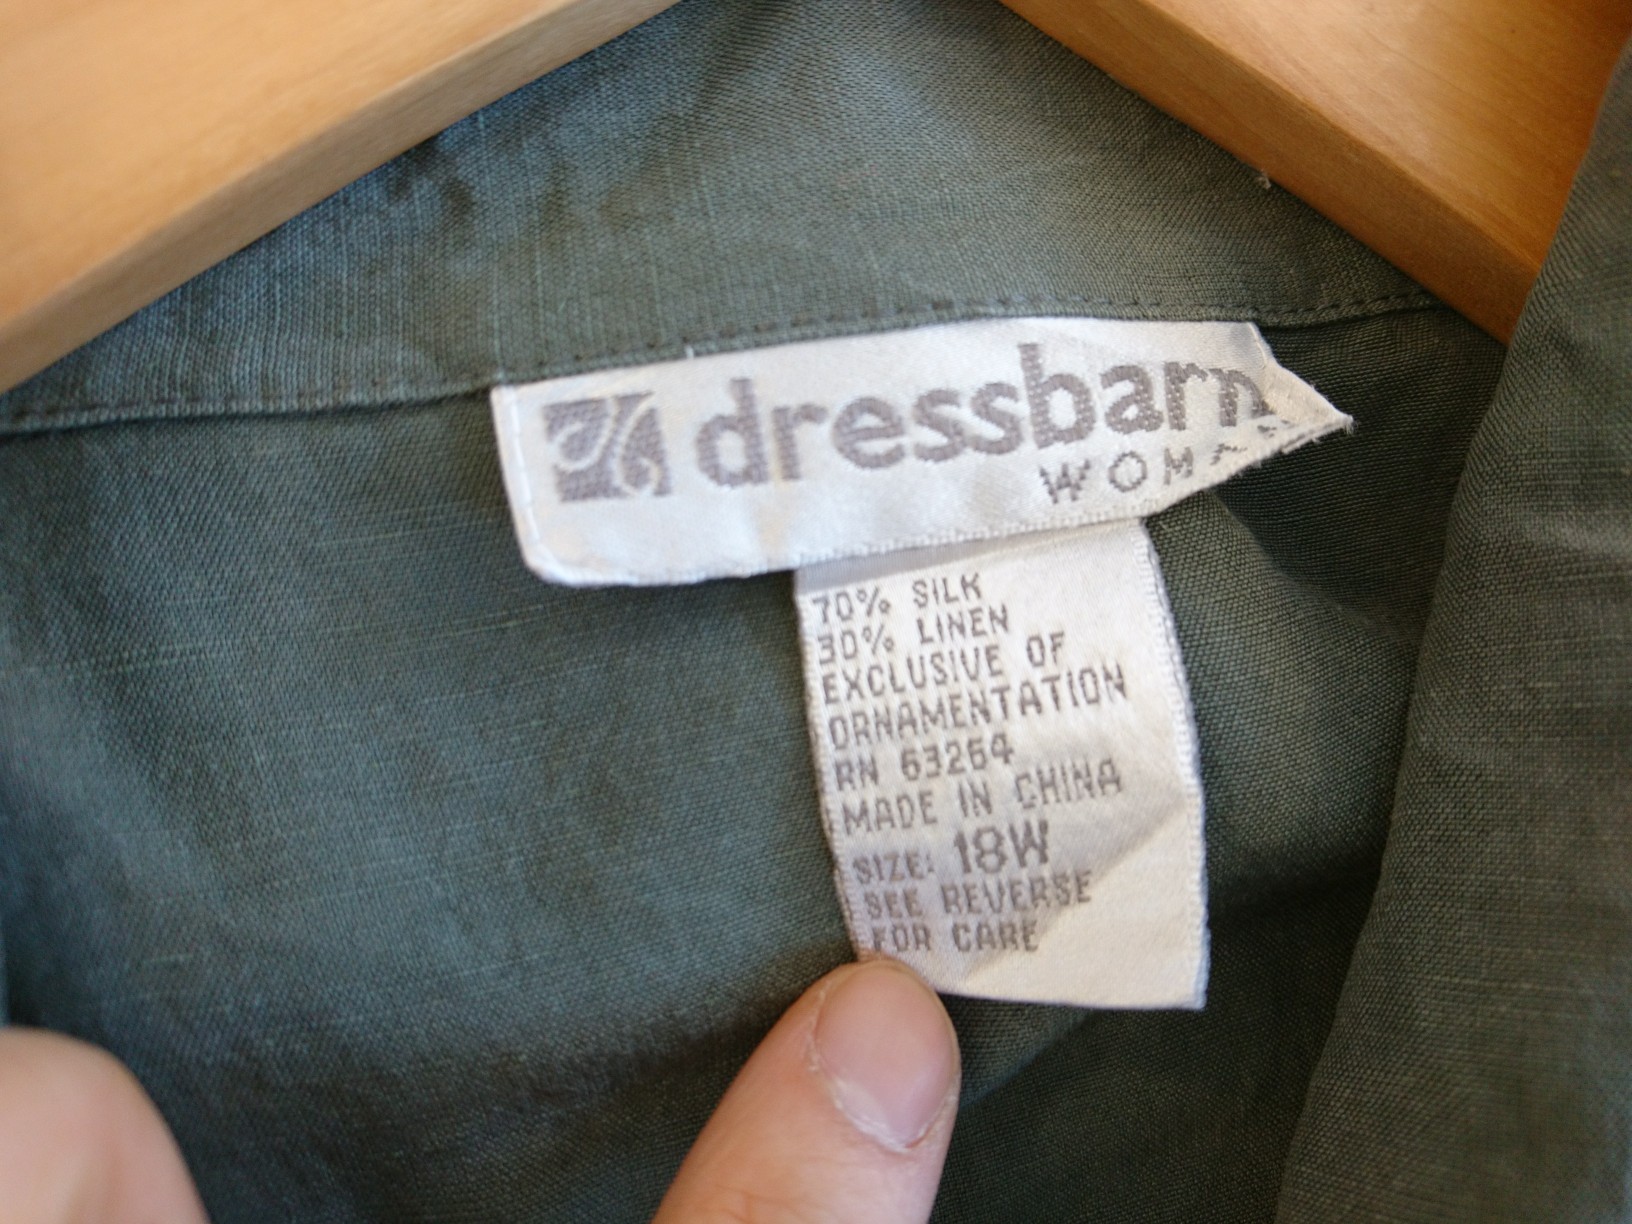 dressbarn
WOMAN
70% SILK
30% LINEN
EXCLUSIVE OF
ORNAMENTATION
RN 63264
MADE IN CHINA
SIZE: 18W
SEE REVERSE
FOR CARE